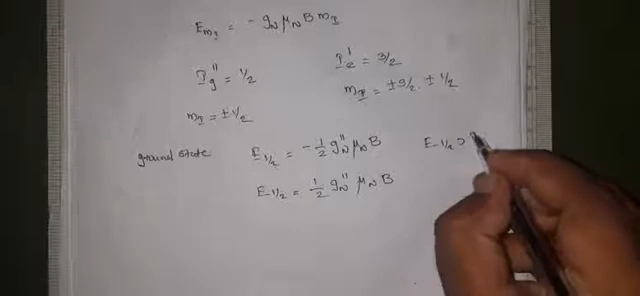 E_{m_I} = - g_N μ_N B m_I
I_g'' = 1/2
I_e' = 3/2
m_I = ±1/2
m_I = ±3/2, ±1/2
ground state
E_{1/2} = - 1/2 g_N'' μ_N B
E_{-1/2} >
E_{-1/2} = 1/2 g_N'' μ_N B